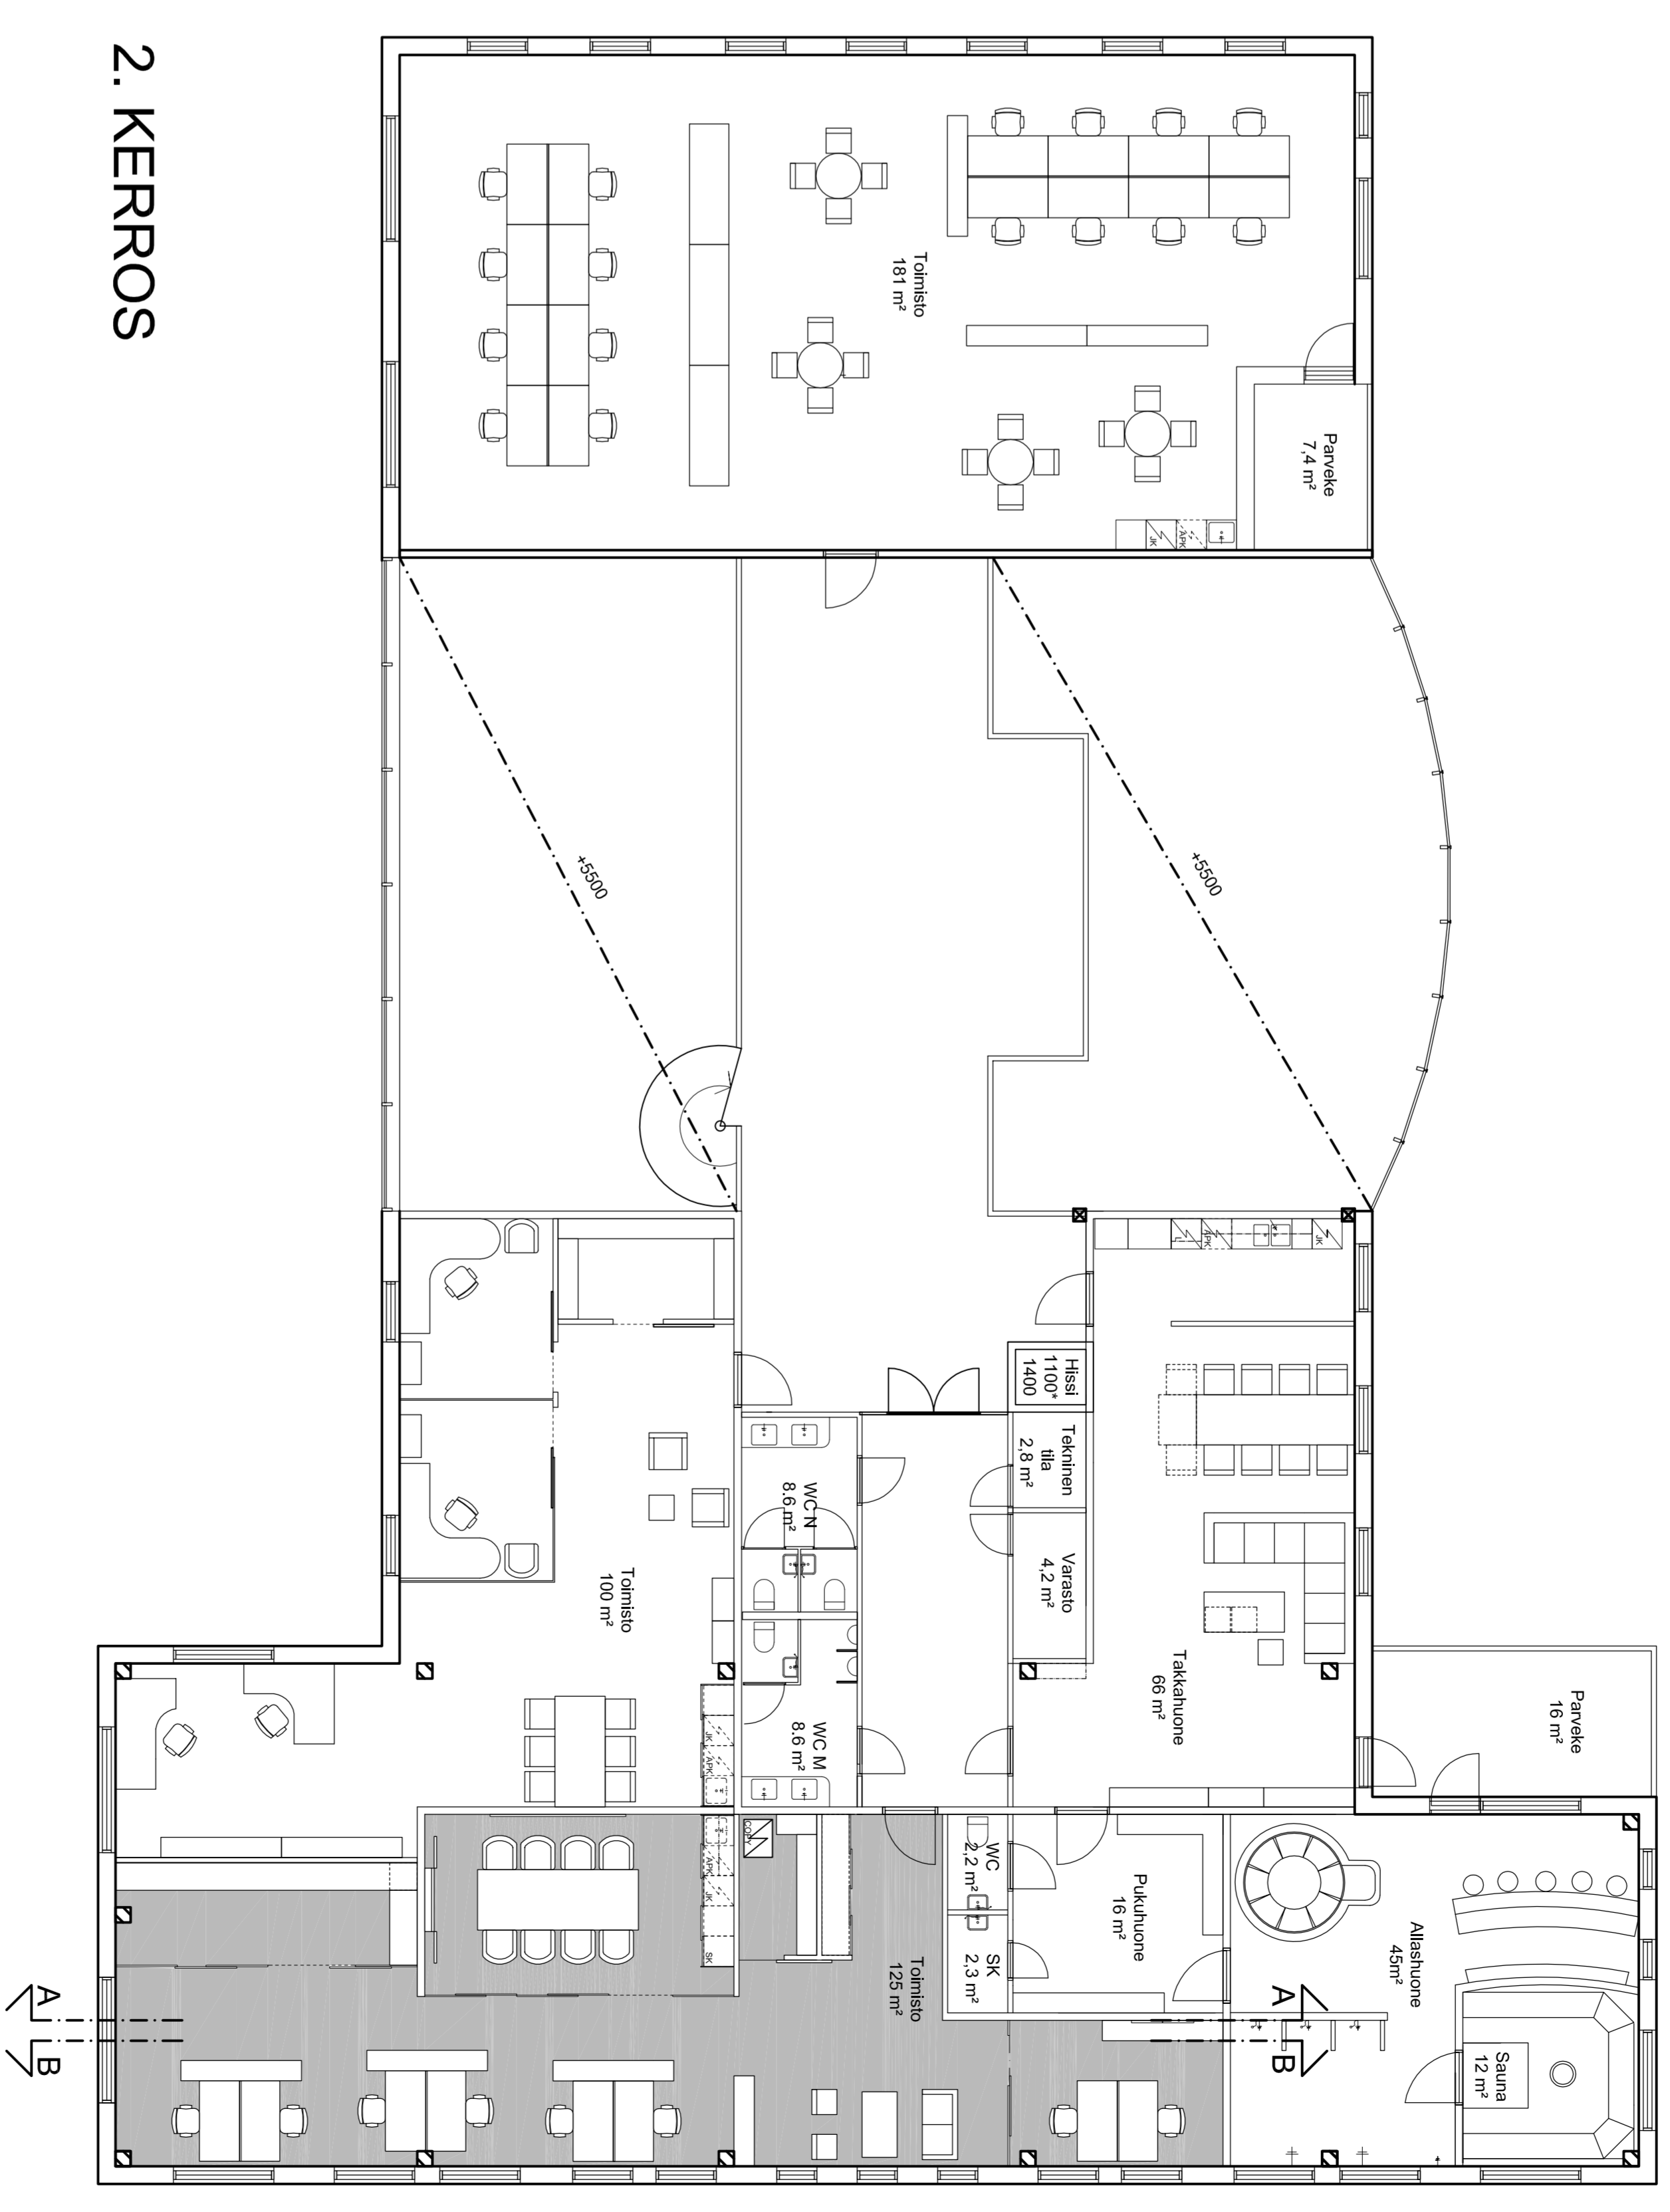 2. KERROS
Toimisto
181 m²
Parveke
7,4 m²
JK
APK
+5500
+5500
JK
APK
L
Hissi
1100*
1400
Tekninen
tila
2,8 m²
Varasto
4,2 m²
WC N
8.6 m²
WC M
8.6 m²
Toimisto
100 m²
Takkahuone
66 m²
Parveke
16 m²
JK
APK
COPY
APK
JK
SK
WC
2,2 m²
SK
2,3 m²
Pukuhuone
16 m²
Allashuone
45m²
Sauna
12 m²
Toimisto
125 m²
A
B
A
B